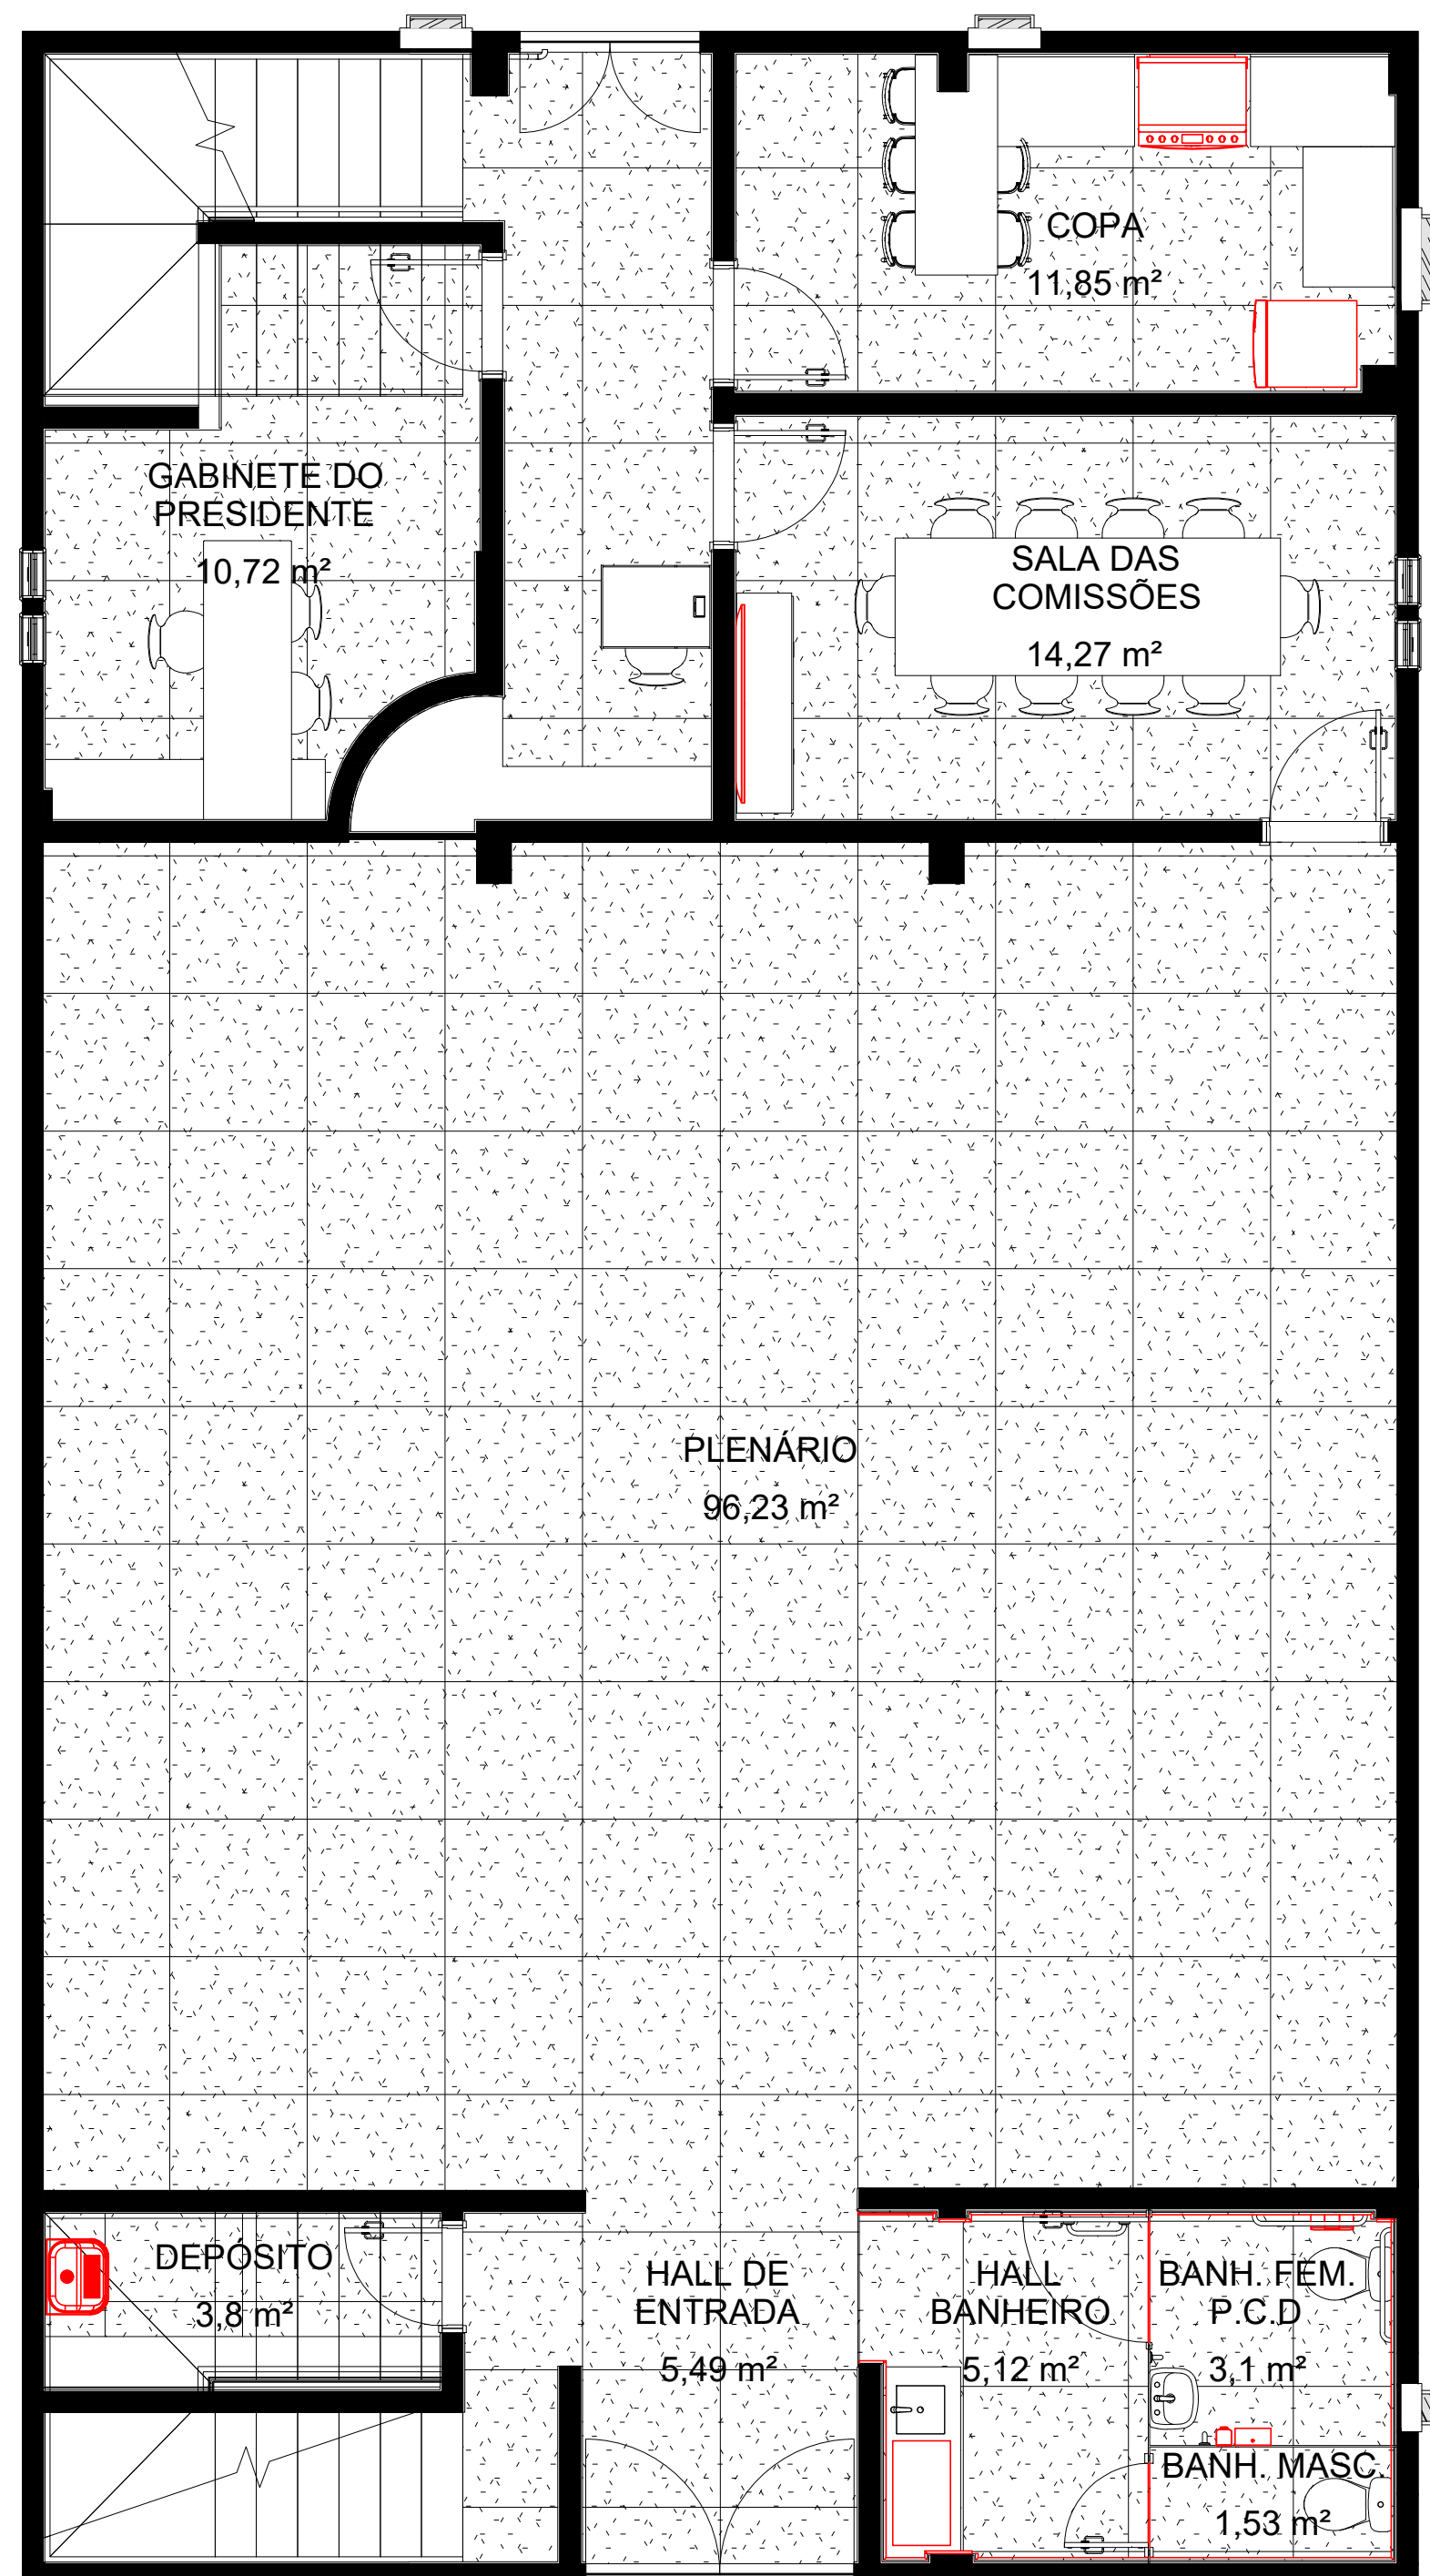 COPA
11,85 m²
GABINETE DO
PRESIDENTE
10,72 m²
SALA DAS
COMISSÕES
14,27 m²
PLENÁRIO
96,23 m²
DEPÓSITO
3,8 m²
HALL DE
ENTRADA
5,49 m²
HALL
BANHEIRO
5,12 m²
BANH. FEM.
P.C.D
3,1 m²
BANH. MASC.
1,53 m²